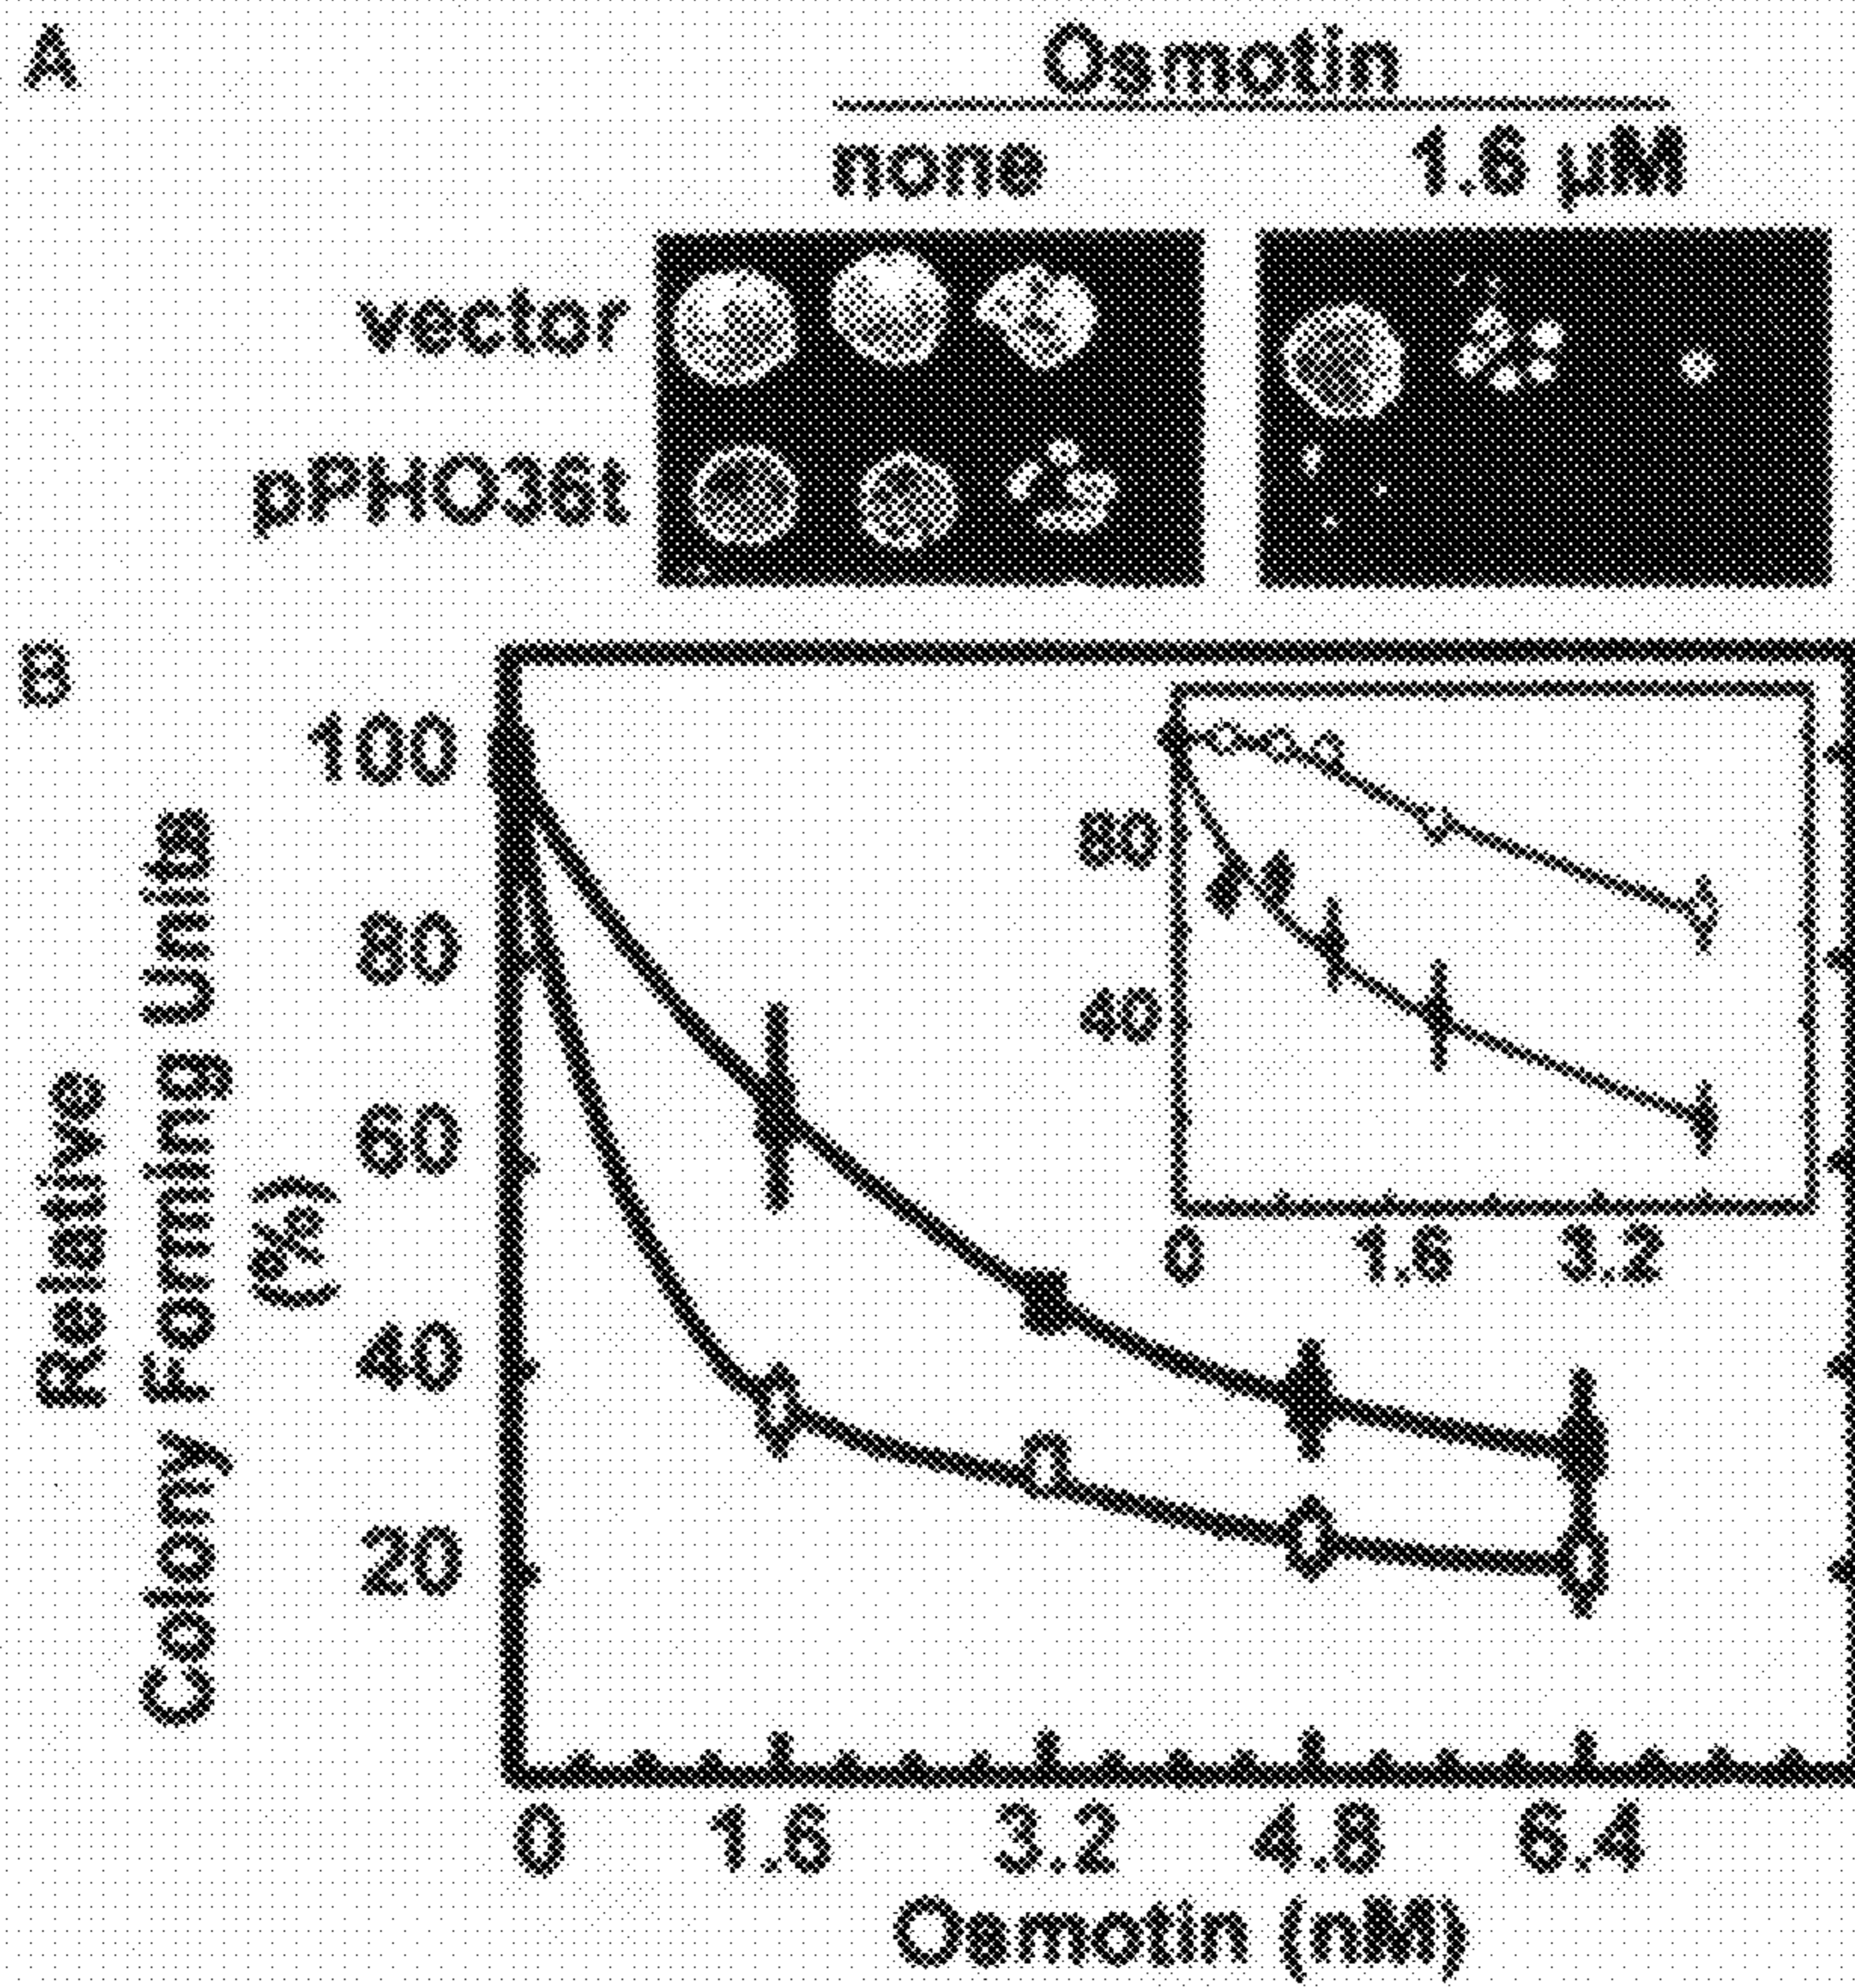 A
Osmotin
none 1.6 μM
vector
pPHO36t
B
Relative
Colony Forming Units
(%)
100
80
60
40
20
80
40
0 1.6 3.2
0 1.6 3.2 4.8 6.4
Osmotin (nM)